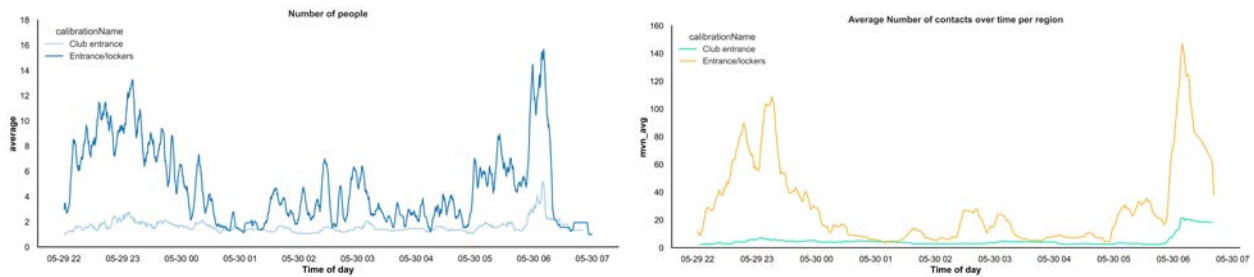 Number of people
18
16
14
12
10
8
6
4
2
0
average
calibrationName
Club entrance
Entrance/lockers
05-29 22 05-29 23 05-30 00 05-30 01 05-30 02 05-30 03 05-30 04 05-30 05 05-30 06 05-30 07
Time of day
Average Number of contacts over time per region
160
140
120
100
80
60
40
20
0
mvn_avg
calibrationName
Club entrance
Entrance/lockers
05-29 22 05-29 23 05-30 00 05-30 01 05-30 02 05-30 03 05-30 04 05-30 05 05-30 06 05-30 07
Time of day